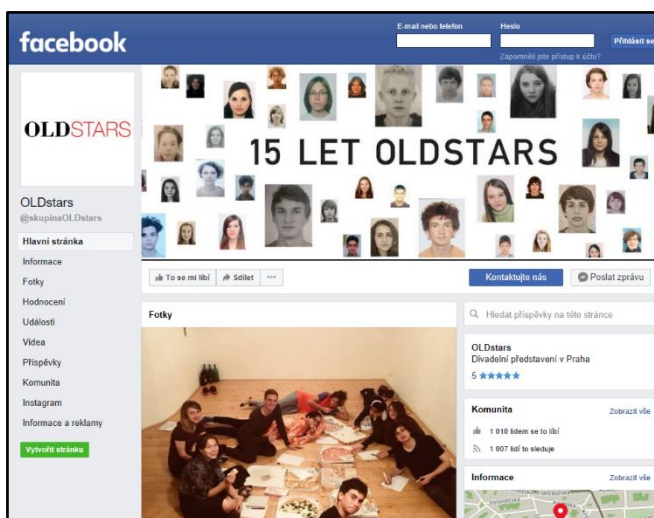 facebook
E-mail nebo telefon
Heslo
Přihlásit se
Zapomněli jste přístup k účtu?
OLDSTARS
15 LET OLDSTARS
OLDstars
@skupinaOLDstars
Hlavní stránka
Informace
Fotky
Hodnocení
Události
Videa
Příspěvky
Komunita
Instagram
Informace a reklamy
Vytvořit stránku
To se mi líbí
Sdílet
Kontaktujte nás
Poslat zprávu
Fotky
Hledat příspěvky na této stránce
OLDstars
Divadelní představení v Praha
5 ★★★★★
Komunita
Zobrazit vše
1 010 lidem se to líbí
1 007 lidí to sleduje
Informace
Zobrazit vše